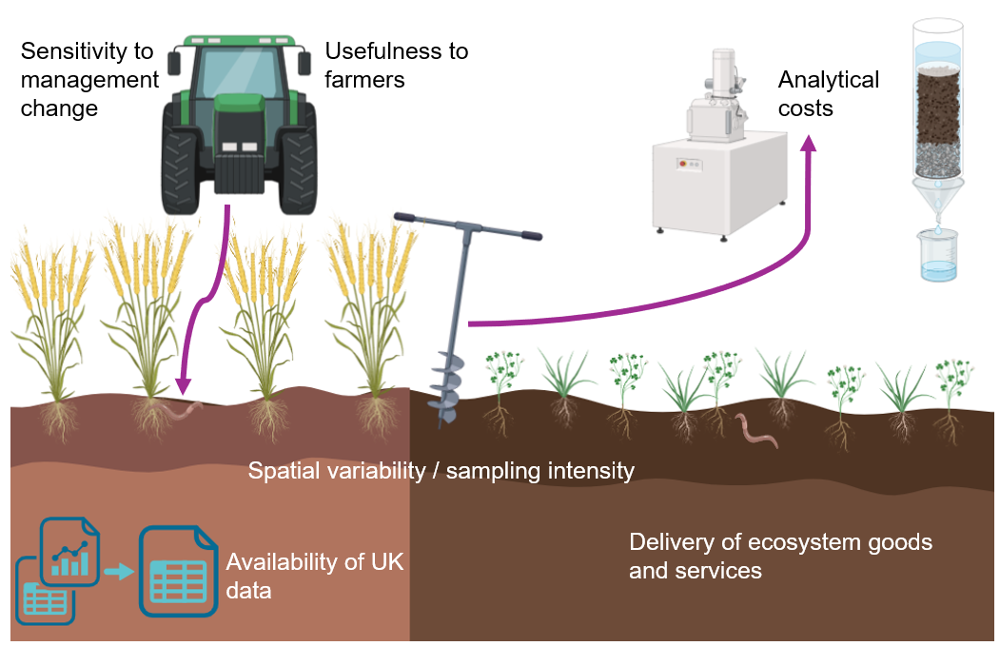 Sensitivity to
management
change
Usefulness to
farmers
Analytical
costs
Spatial variability / sampling intensity
Availability of UK
data
Delivery of ecosystem goods
and services